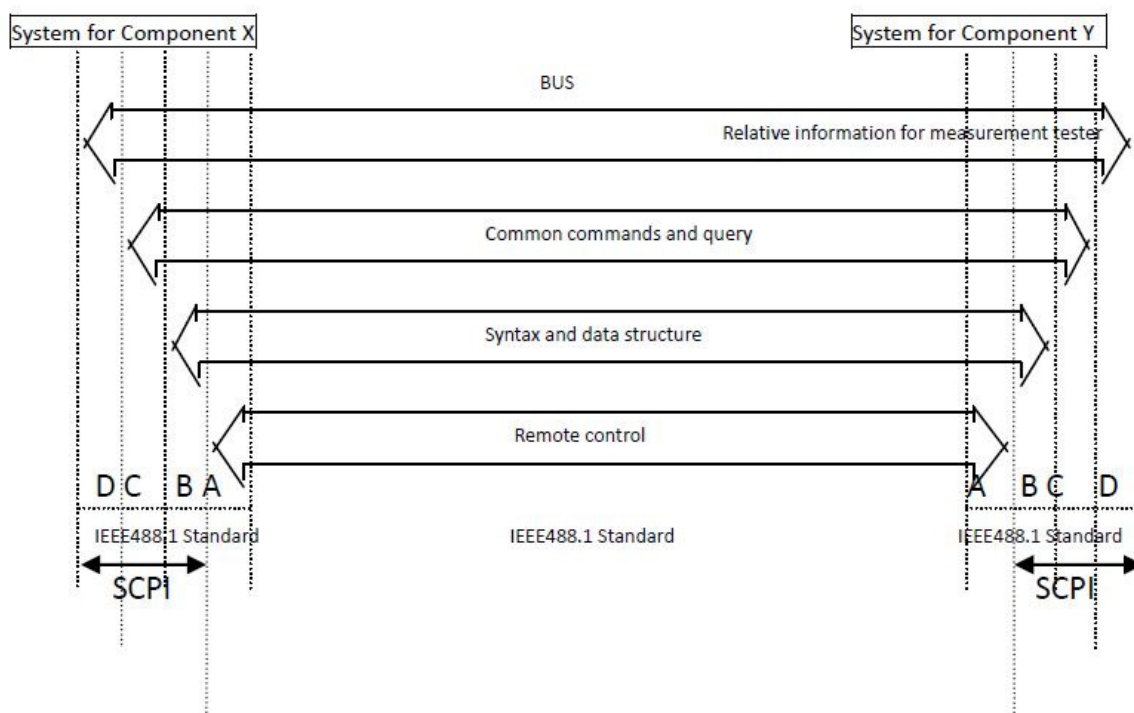 System for Component X
System for Component Y
BUS
Relative information for measurement tester
Common commands and query
Syntax and data structure
Remote control
D C B A
A B C D
IEEE488.1 Standard
IEEE488.1 Standard
IEEE488.1 Standard
SCPI
SCPI